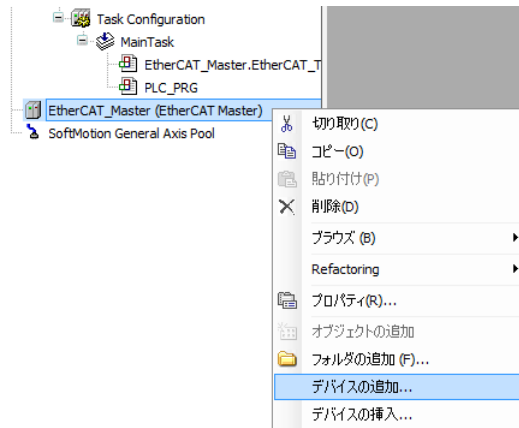 Task Configuration
MainTask
EtherCAT_Master.EtherCAT_T
PLC_PRG
EtherCAT_Master (EtherCAT Master)
SoftMotion General Axis Pool
切り取り(C)
コピー(O)
貼り付け(P)
削除(D)
ブラウズ (B)
Refactoring
プロパティ(R)...
オブジェクトの追加
フォルダの追加 (F)...
デバイスの追加...
デバイスの挿入...